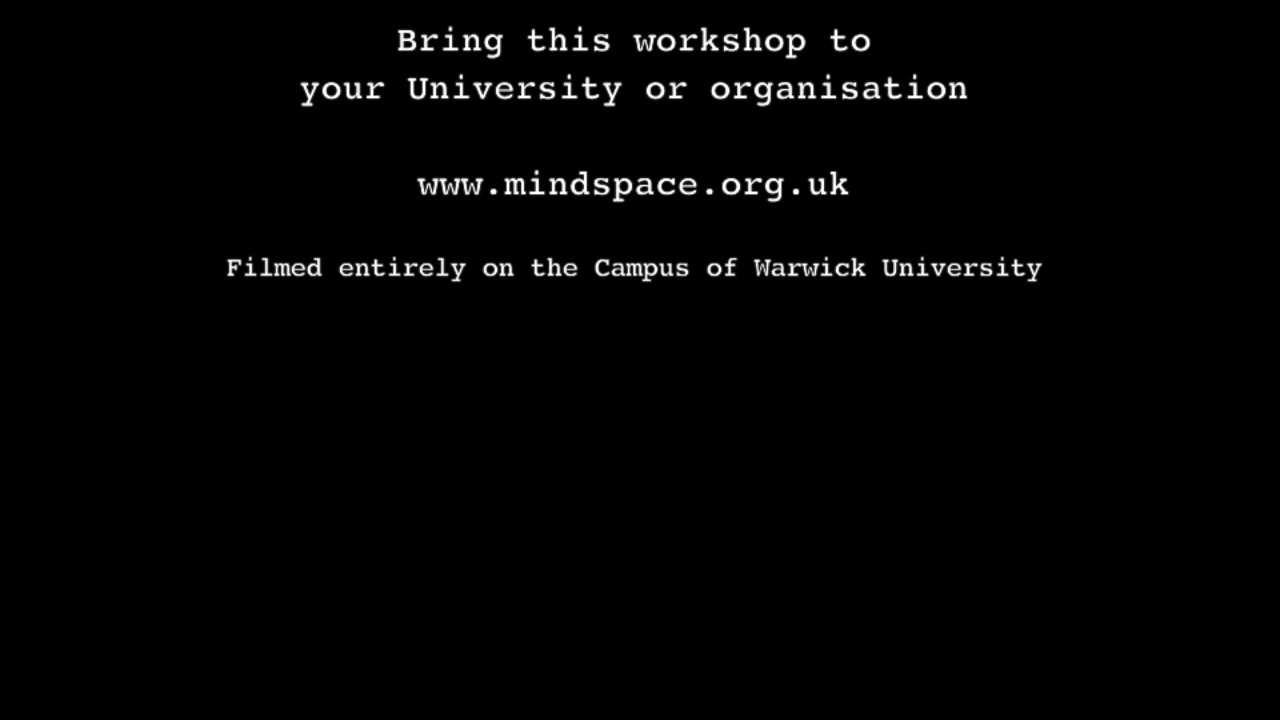 Bring this workshop to
your University or organisation
www.mindspace.org.uk
Filmed entirely on the Campus of Warwick University